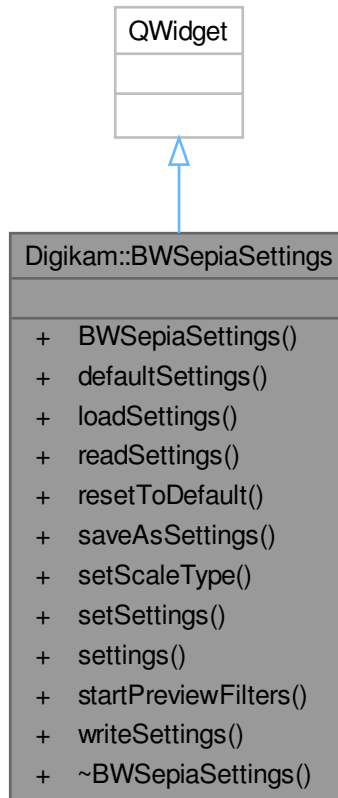 QWidget
Digikam::BWSepiaSettings
+ BWSepiaSettings()
+ defaultSettings()
+ loadSettings()
+ readSettings()
+ resetToDefault()
+ saveAsSettings()
+ setScaleType()
+ setSettings()
+ settings()
+ startPreviewFilters()
+ writeSettings()
+ ~BWSepiaSettings()